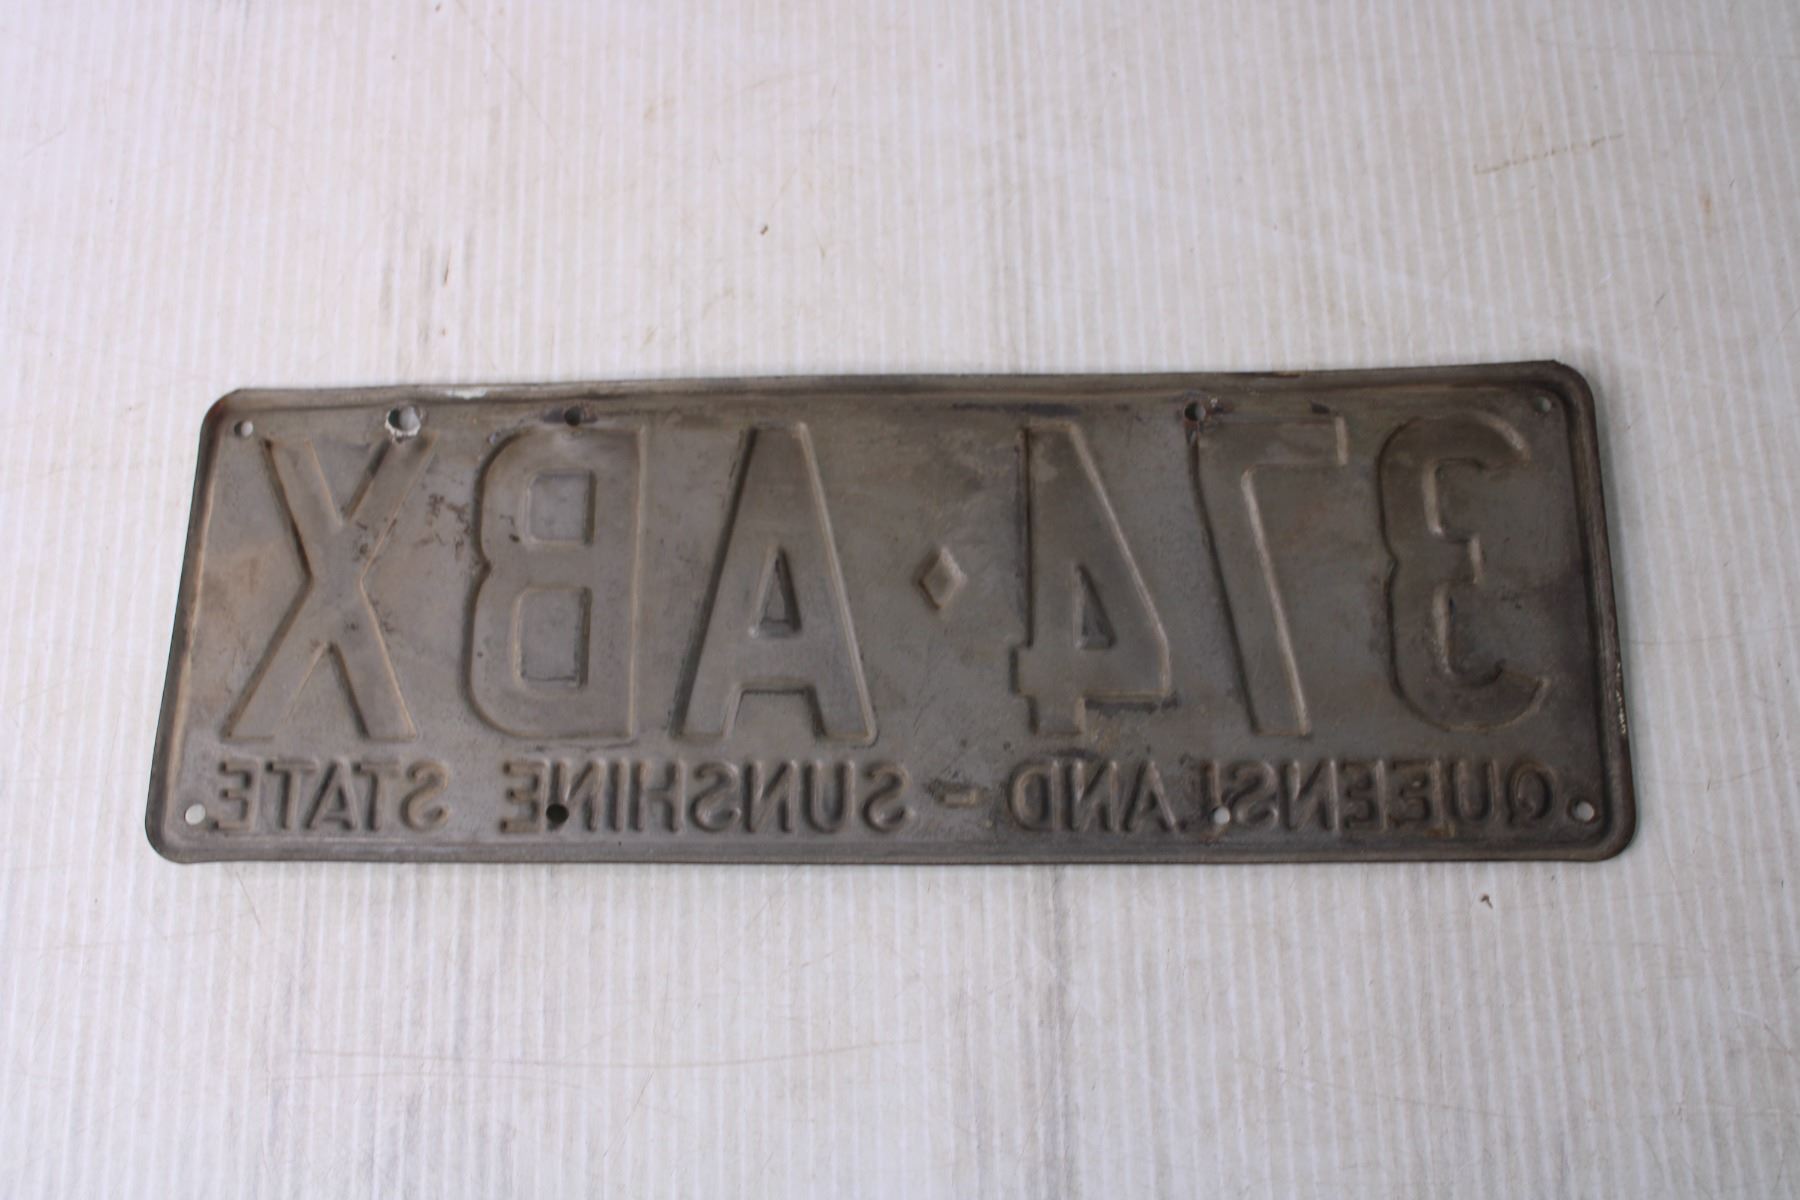 374·ABX
QUEENSLAND - SUNSHINE STATE